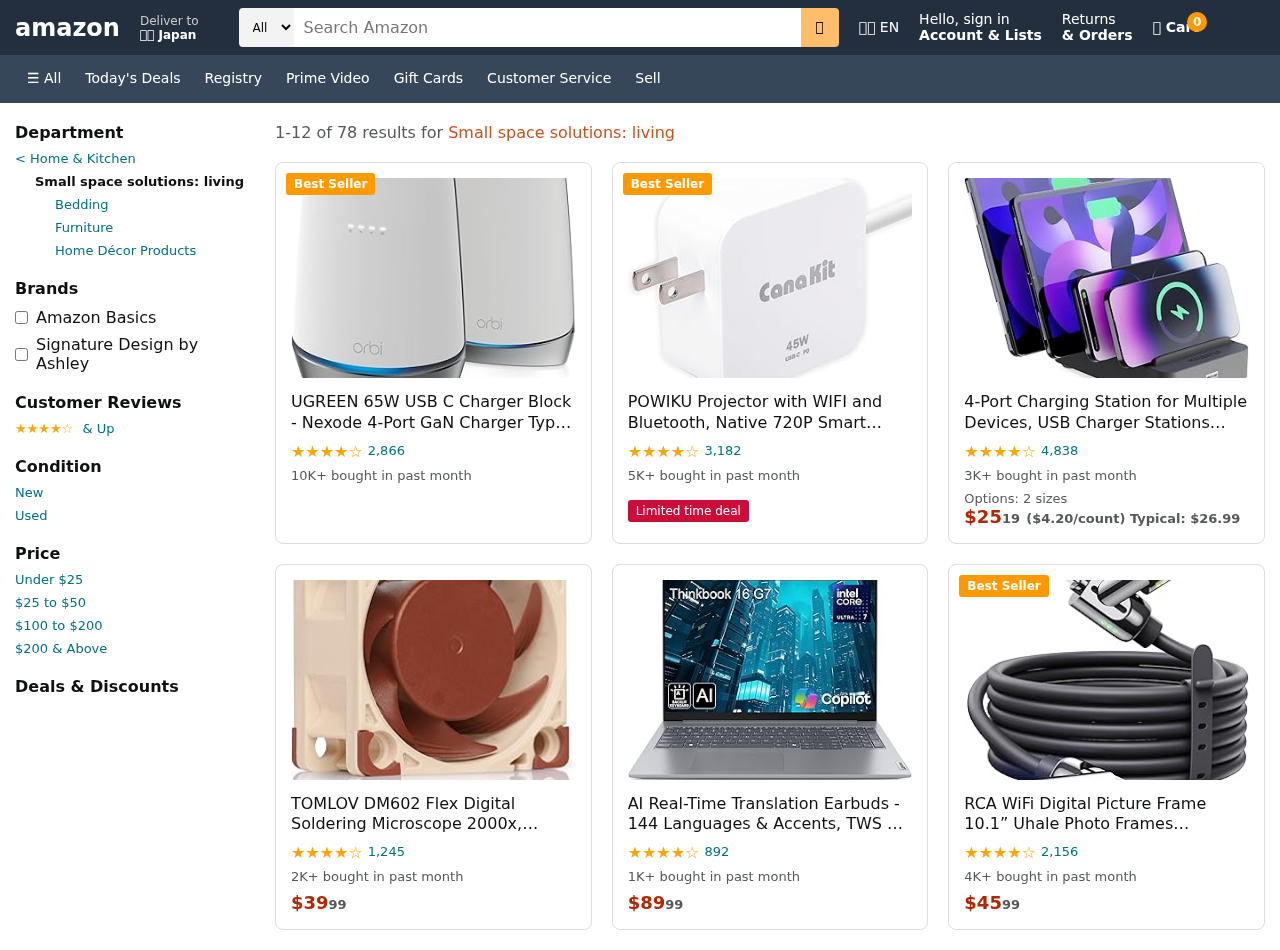 amazon
Deliver to
Japan
All
Search Amazon
EN
Hello, sign in
Account & Lists
Returns
& Orders
0
☰ All
Today's Deals
Registry
Prime Video
Gift Cards
Customer Service
Sell
Department
< Home & Kitchen
Small space solutions: living
Bedding
Furniture
Home Décor Products
Brands
Amazon Basics
Signature Design by
Ashley
Customer Reviews
★★★★☆ & Up
Condition
New
Used
Price
Under $25
$25 to $50
$100 to $200
$200 & Above
Deals & Discounts
1-12 of 78 results for Small space solutions: living
Best Seller
orbi
orbi
UGREEN 65W USB C Charger Block
- Nexode 4-Port GaN Charger Typ…
★★★★☆ 2,866
10K+ bought in past month
Best Seller
CanaKit
45W
USB-C PD
POWIKU Projector with WIFI and
Bluetooth, Native 720P Smart…
★★★★☆ 3,182
5K+ bought in past month
Limited time deal
4-Port Charging Station for Multiple
Devices, USB Charger Stations…
★★★★☆ 4,838
3K+ bought in past month
Options: 2 sizes
$25 19 ($4.20/count) Typical: $26.99
TOMLOV DM602 Flex Digital
Soldering Microscope 2000x,…
★★★★☆ 1,245
2K+ bought in past month
$39 99
Thinkbook 16 G7
intel
CORE
ULTRA 7
BACKLIT
KEYBOARD
AI
Copilot
AI Real-Time Translation Earbuds -
144 Languages & Accents, TWS …
★★★★☆ 892
1K+ bought in past month
$89 99
Best Seller
RCA WiFi Digital Picture Frame
10.1” Uhale Photo Frames…
★★★★☆ 2,156
4K+ bought in past month
$45 99